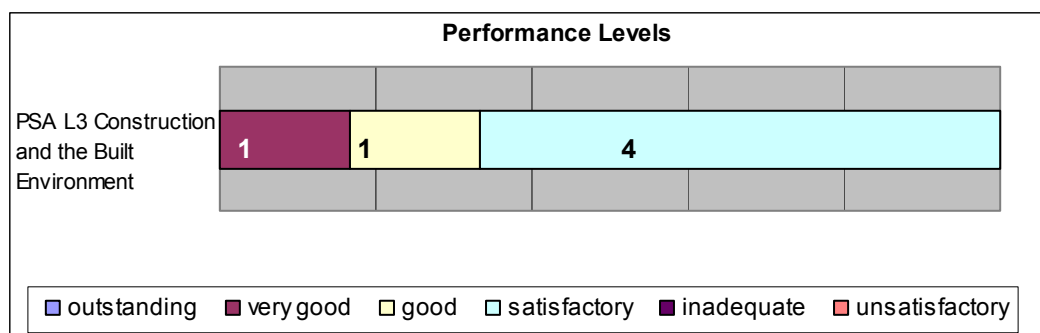 Performance Levels
PSA L3 Construction
and the Built
Environment
1 1 4
outstanding very good good satisfactory inadequate unsatisfactory